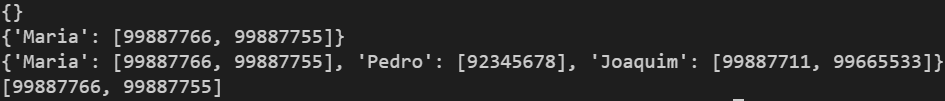 {}
{'Maria': [99887766, 99887755]}
{'Maria': [99887766, 99887755], 'Pedro': [92345678], 'Joaquim': [99887711, 99665533]}
[99887766, 99887755]